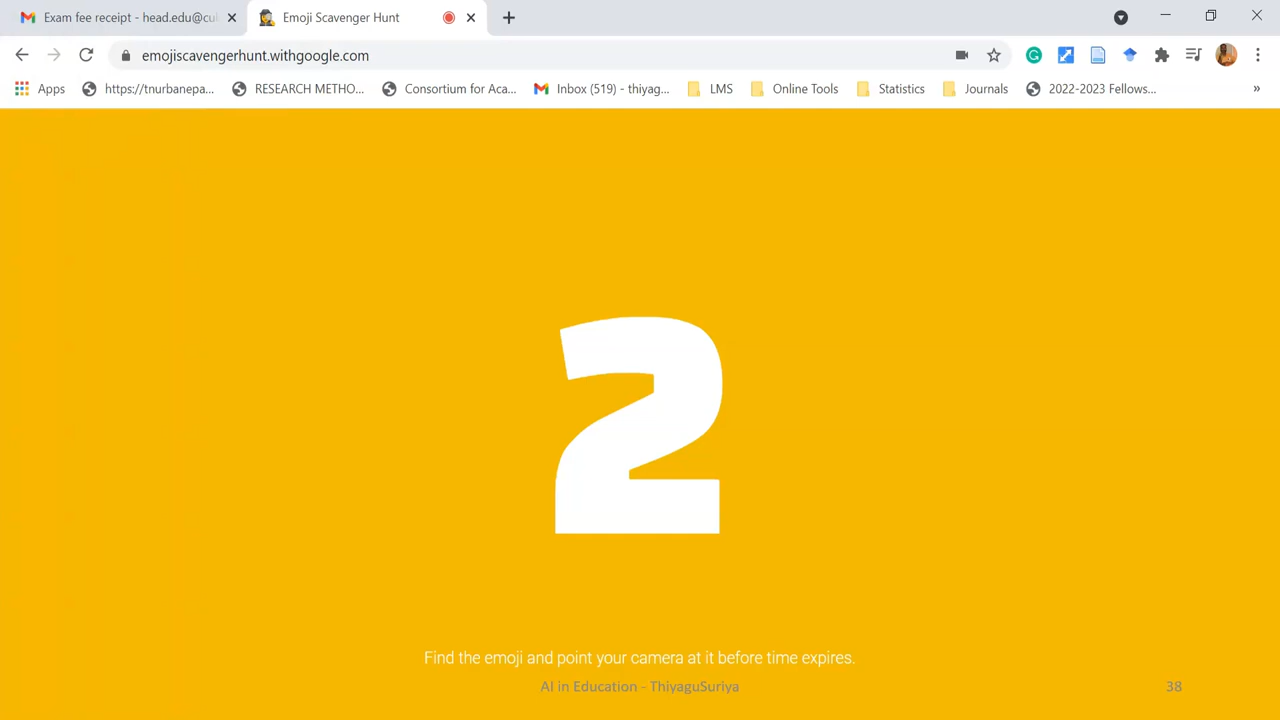 Exam fee receipt - head.edu@cu
Emoji Scavenger Hunt
emojiscavengerhunt.withgoogle.com
Apps https://tnurbanepa... RESEARCH METHO... Consortium for Aca... Inbox (519) - thiyag... LMS Online Tools Statistics Journals 2022-2023 Fellows... »
2
Find the emoji and point your camera at it before time expires.
AI in Education - ThiyaguSuriya 38